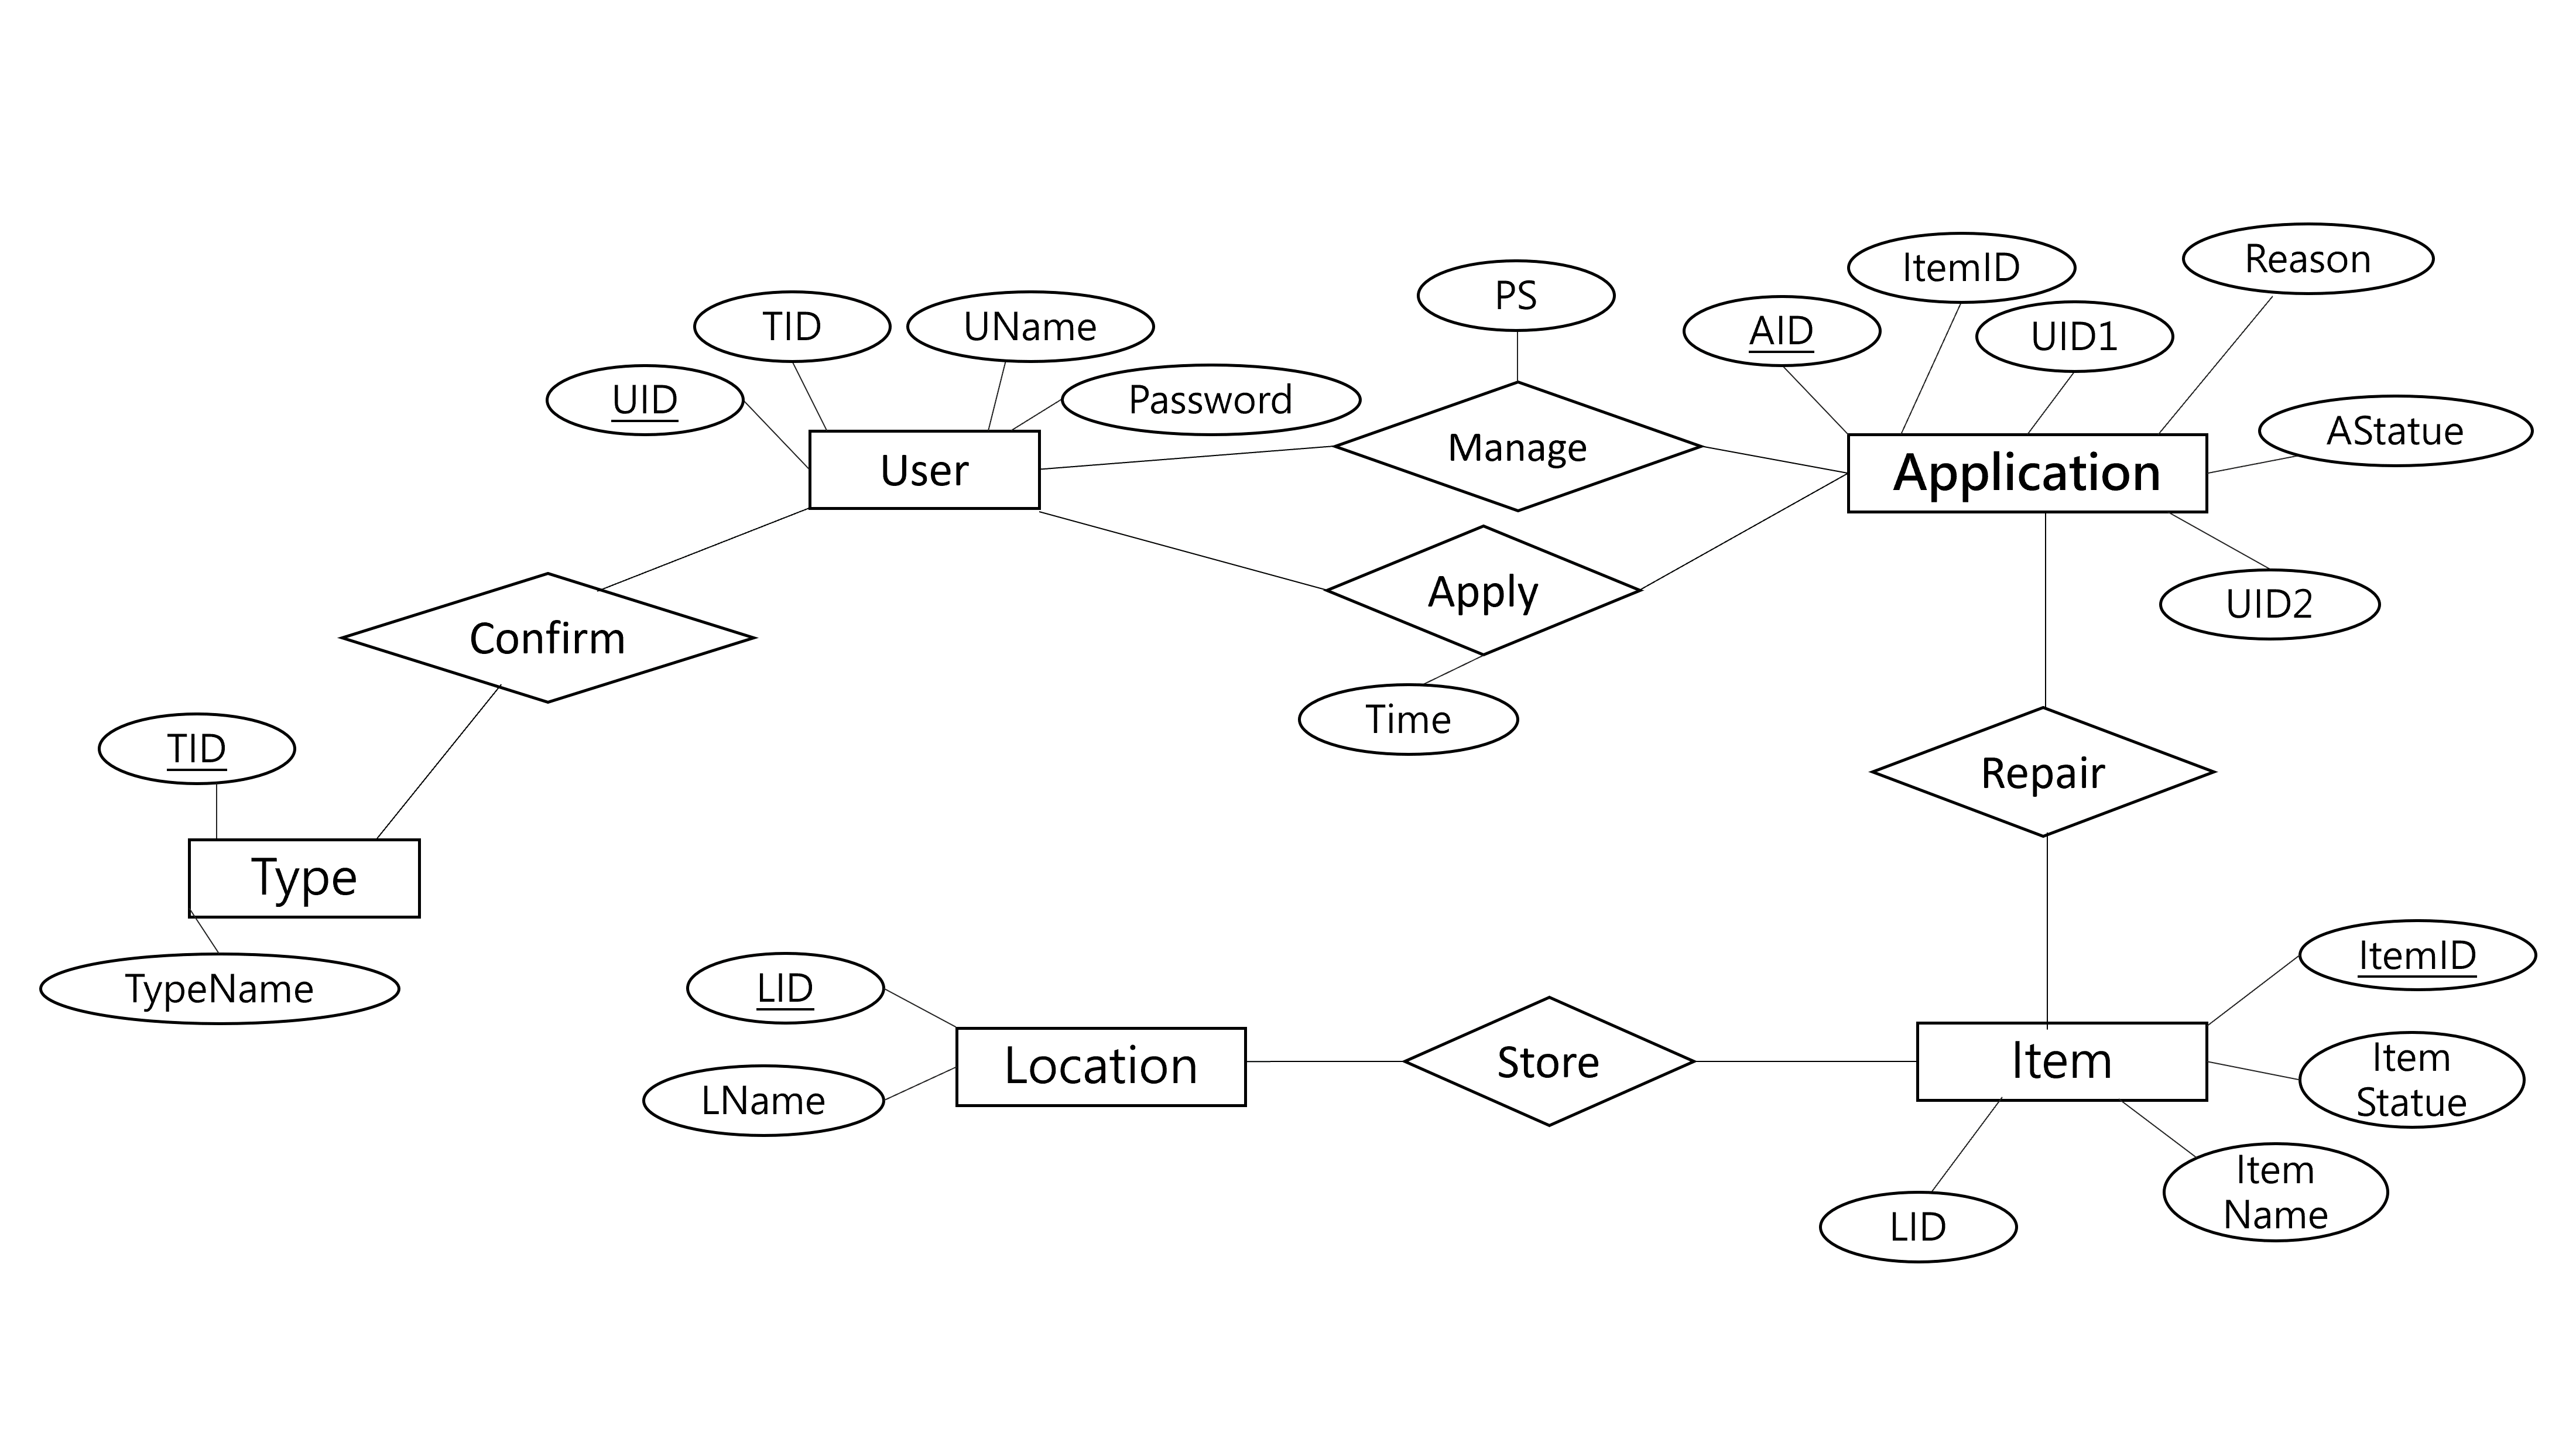 Reason
ItemID
PS
TID
UName
AID
UID1
UID
Password
AStatue
User
Manage
Application
Apply
UID2
Confirm
Time
TID
Repair
Type
ItemID
TypeName
LID
Location
Store
Item
Item
Statue
LName
Item
Name
LID